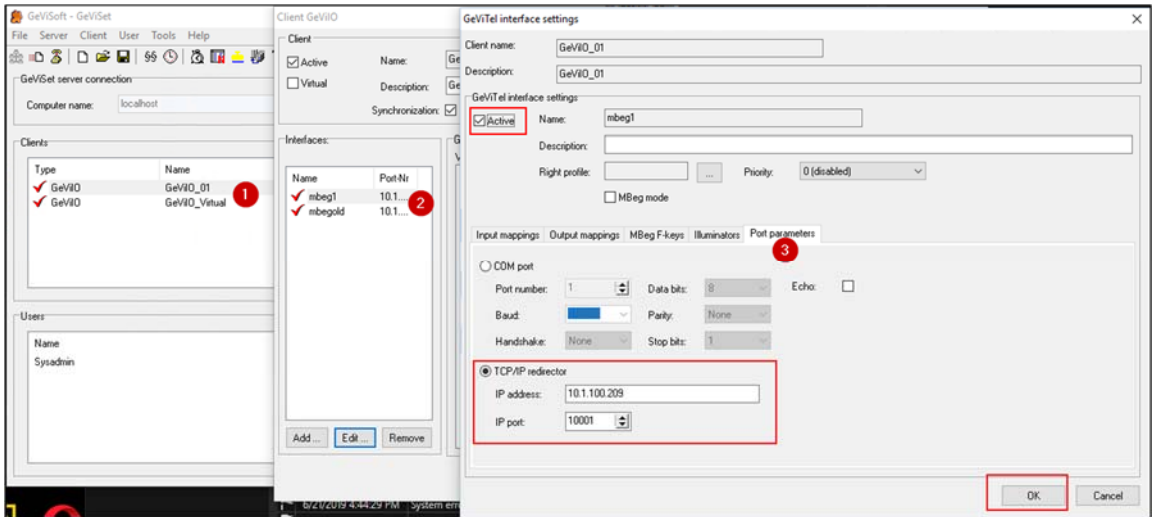 GeViSoft - GeViSet
File Server Client User Tools Help
GeViSet server connection
Computer name: localhost
Clients
Type Name
GeViIO GeViIO_01
1
GeViIO GeViIO_Virtual
Users
Name
Sysadmin
Client GeViIO
Client
Active Name: Ge
Virtual Description: Ge
Synchronization:
Interfaces:
Name Port-Nr
mbeg1 10.1....
2
mbegold 10.1....
Add ... Edit ... Remove
6/21/2019 4:44:29 PM System err
GeViTel interface settings
Client name: GeViIO_01
Description: GeViIO_01
GeViTel interface settings
Active Name: mbeg1
Description:
Right profile: ... Priority: 0 (disabled)
MBeg mode
Input mappings Output mappings MBeg F-keys Illuminators Port parameters
3
COM port
Port number: 1 Data bits: 8 Echo:
Baud: Parity: None
Handshake: None Stop bits: 1
TCP/IP redirector
IP address: 10.1.100.209
IP port: 10001
OK Cancel